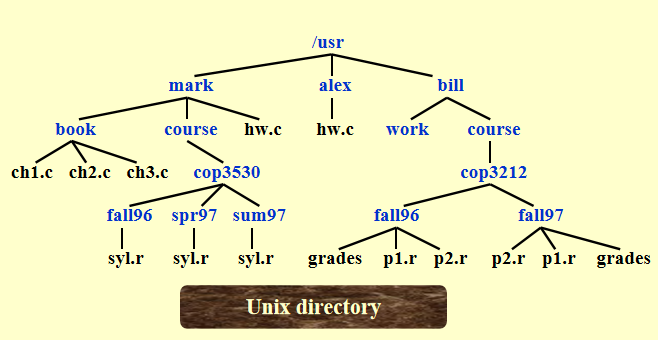 /usr
mark alex bill
book course hw.c hw.c work course
ch1.c ch2.c ch3.c cop3530 cop3212
fall96 spr97 sum97 fall96 fall97
syl.r syl.r syl.r grades p1.r p2.r p2.r p1.r grades
Unix directory